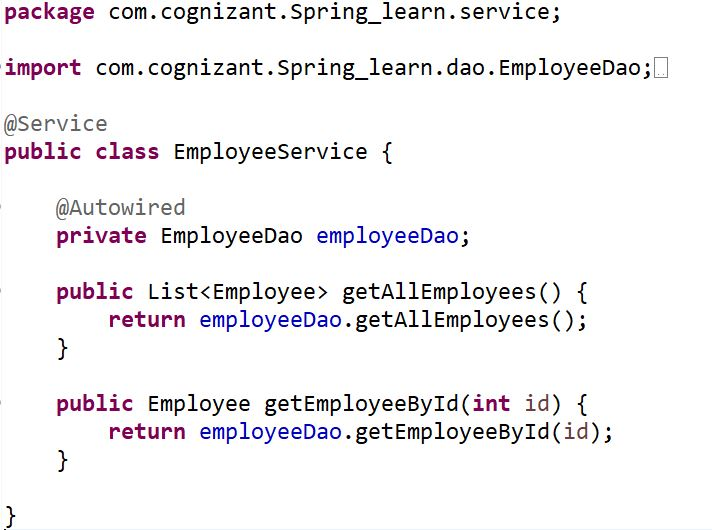 package com.cognizant.Spring_learn.service;
import com.cognizant.Spring_learn.dao.EmployeeDao;
@Service
public class EmployeeService {
@Autowired
private EmployeeDao employeeDao;
public List<Employee> getAllEmployees() {
return employeeDao.getAllEmployees();
}
public Employee getEmployeeById(int id) {
return employeeDao.getEmployeeById(id);
}
}